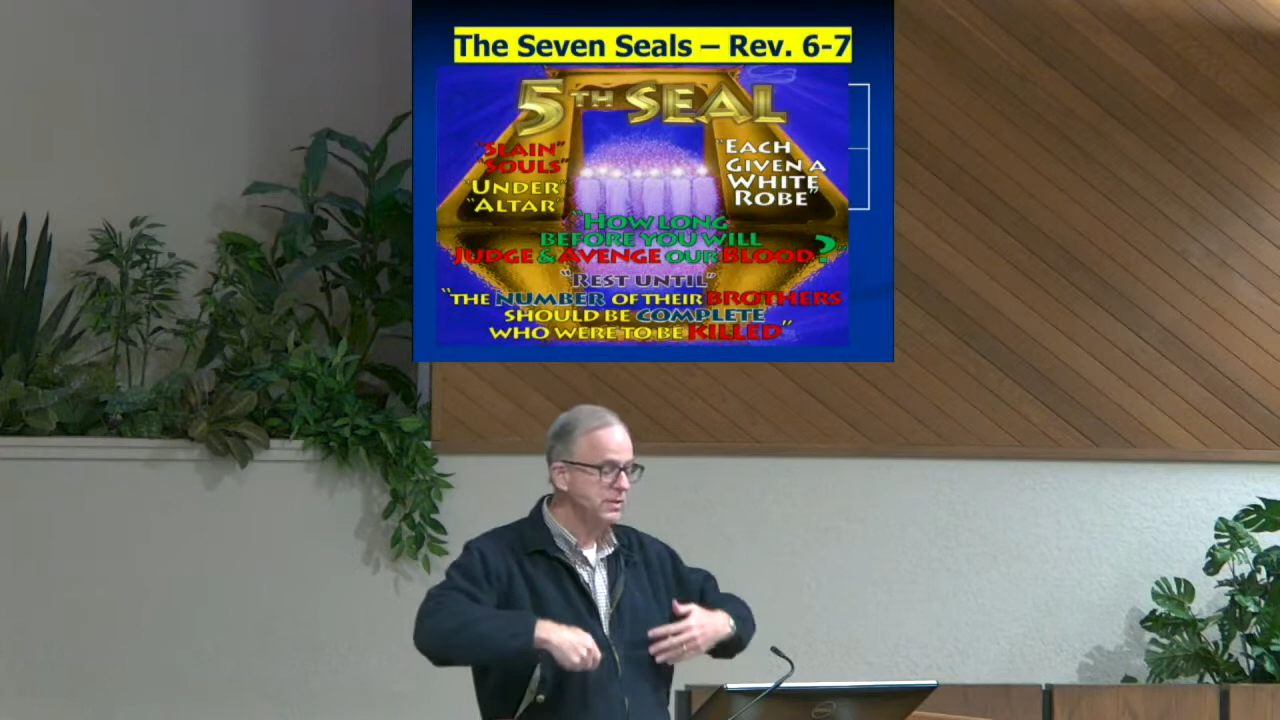 The Seven Seals – Rev. 6-7
5TH SEAL
"SLAIN"
"SOULS"
"UNDER"
"ALTAR"
"EACH
GIVEN A
WHITE
ROBE"
"HOW LONG
BEFORE YOU WILL
JUDGE & AVENGE OUR BLOOD?"
"REST UNTIL"
"THE NUMBER OF THEIR BROTHERS
SHOULD BE COMPLETE
WHO WERE TO BE KILLED"